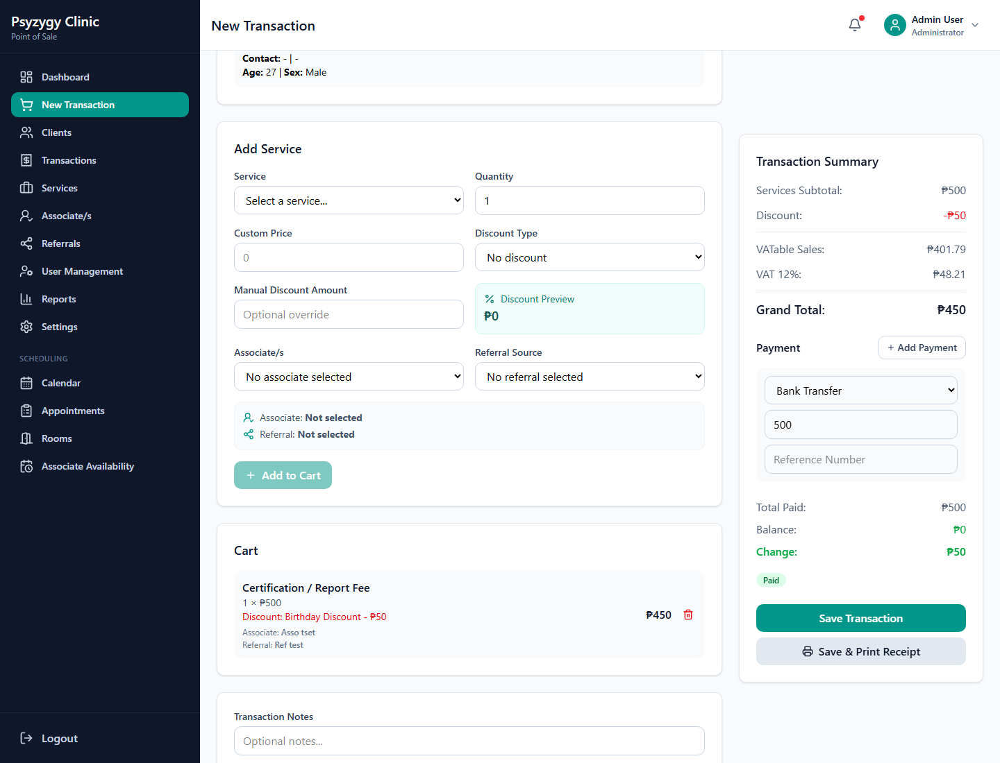 Psyzygy Clinic
Point of Sale
Dashboard
New Transaction
Clients
Transactions
Services
Associate/s
Referrals
User Management
Reports
Settings
SCHEDULING
Calendar
Appointments
Rooms
Associate Availability
Logout
New Transaction
Admin User
Administrator
Contact: - | -
Age: 27 | Sex: Male
Add Service
Service
Select a service...
Quantity
1
Custom Price
0
Discount Type
No discount
Manual Discount Amount
Optional override
Discount Preview
₱0
Associate/s
No associate selected
Referral Source
No referral selected
Associate: Not selected
Referral: Not selected
+ Add to Cart
Cart
Certification / Report Fee
1 × ₱500
Discount: Birthday Discount - ₱50
Associate: Asso tset
Referral: Ref test
₱450
Transaction Notes
Optional notes...
Transaction Summary
Services Subtotal: ₱500
Discount: -₱50
VATable Sales: ₱401.79
VAT 12%: ₱48.21
Grand Total: ₱450
Payment
+ Add Payment
Bank Transfer
500
Reference Number
Total Paid: ₱500
Balance: ₱0
Change: ₱50
Paid
Save Transaction
Save & Print Receipt